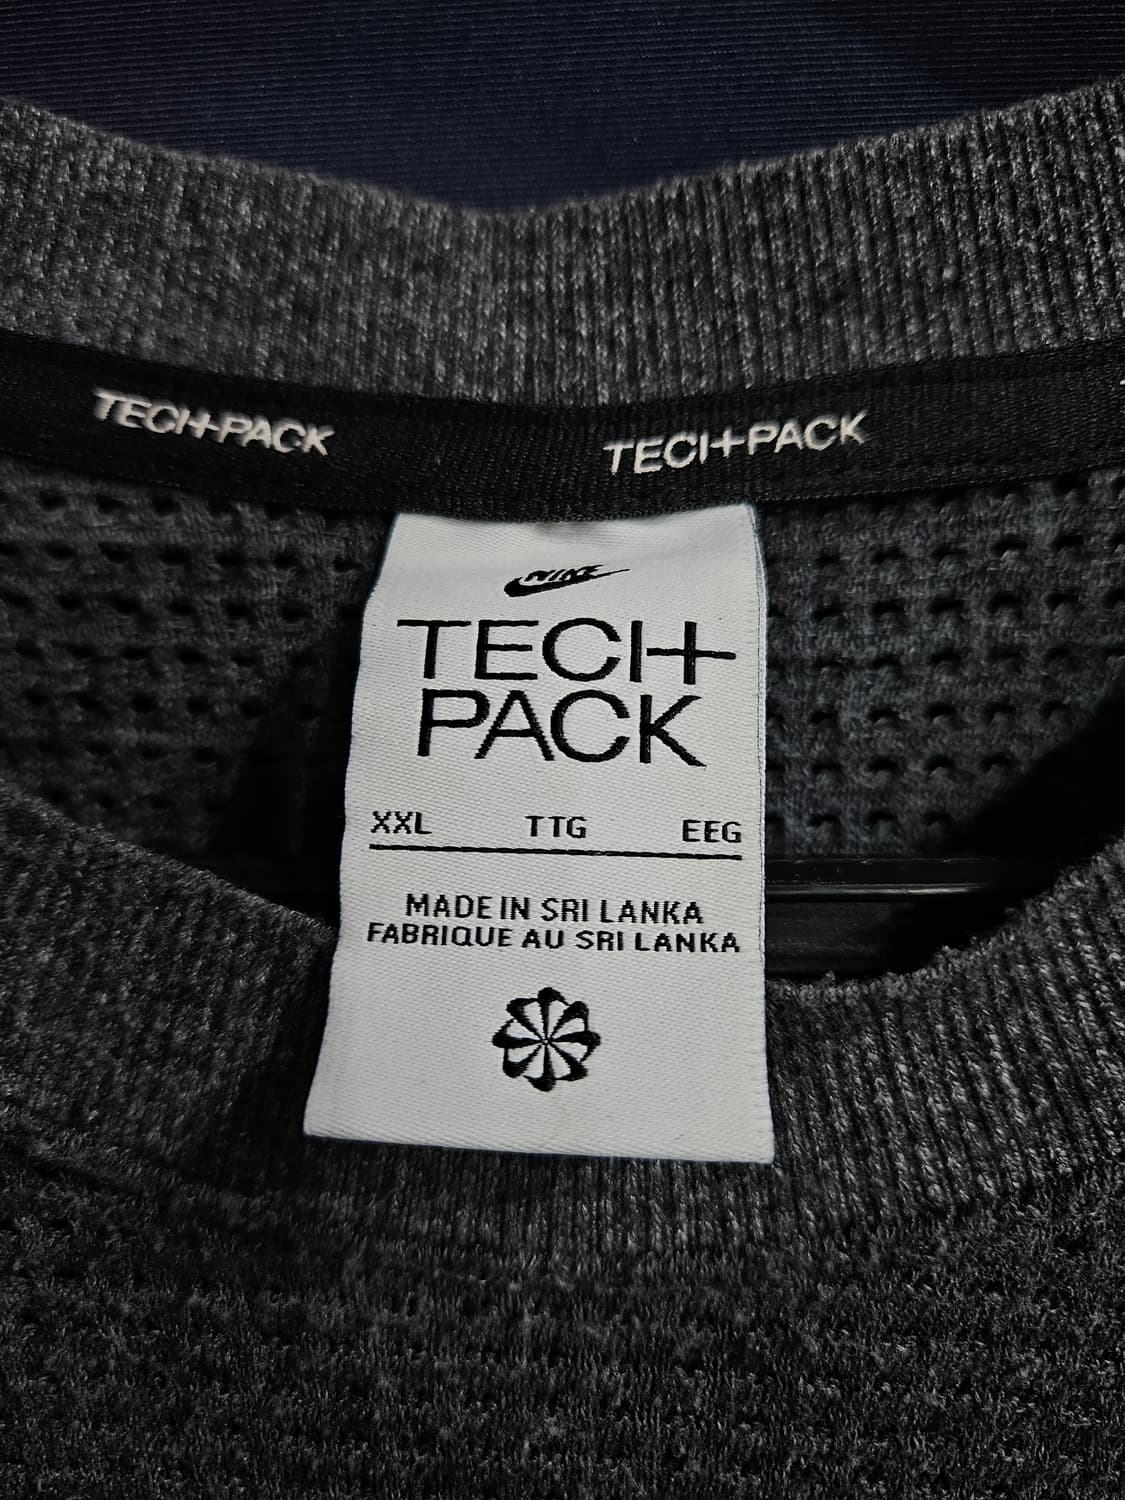 TECH+PACK TECH+PACK
NIKE
TECH+
PACK
XXL TTG EEG
MADE IN SRI LANKA
FABRIQUE AU SRI LANKA